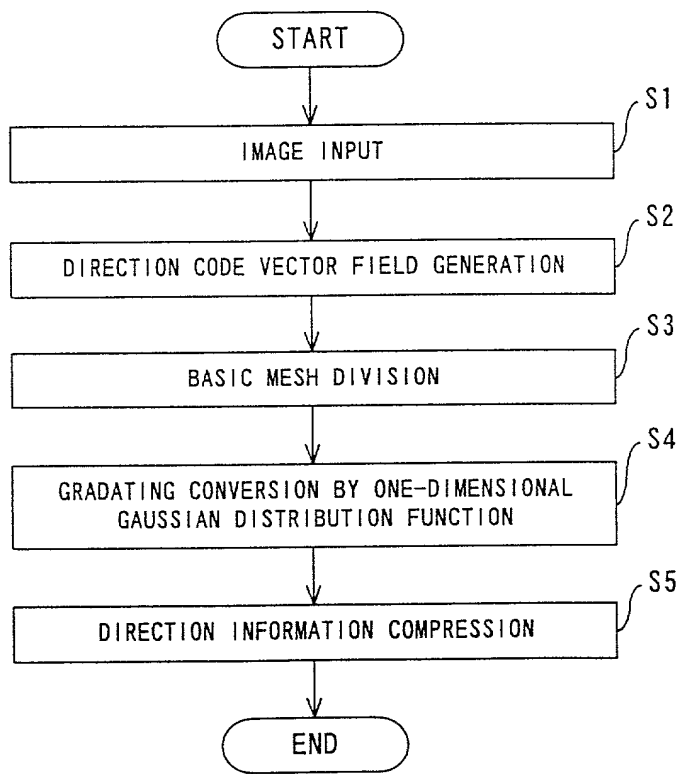 START
S1
IMAGE INPUT
S2
DIRECTION CODE VECTOR FIELD GENERATION
S3
BASIC MESH DIVISION
S4
GRADATING CONVERSION BY ONE-DIMENSIONAL
GAUSSIAN DISTRIBUTION FUNCTION
S5
DIRECTION INFORMATION COMPRESSION
END